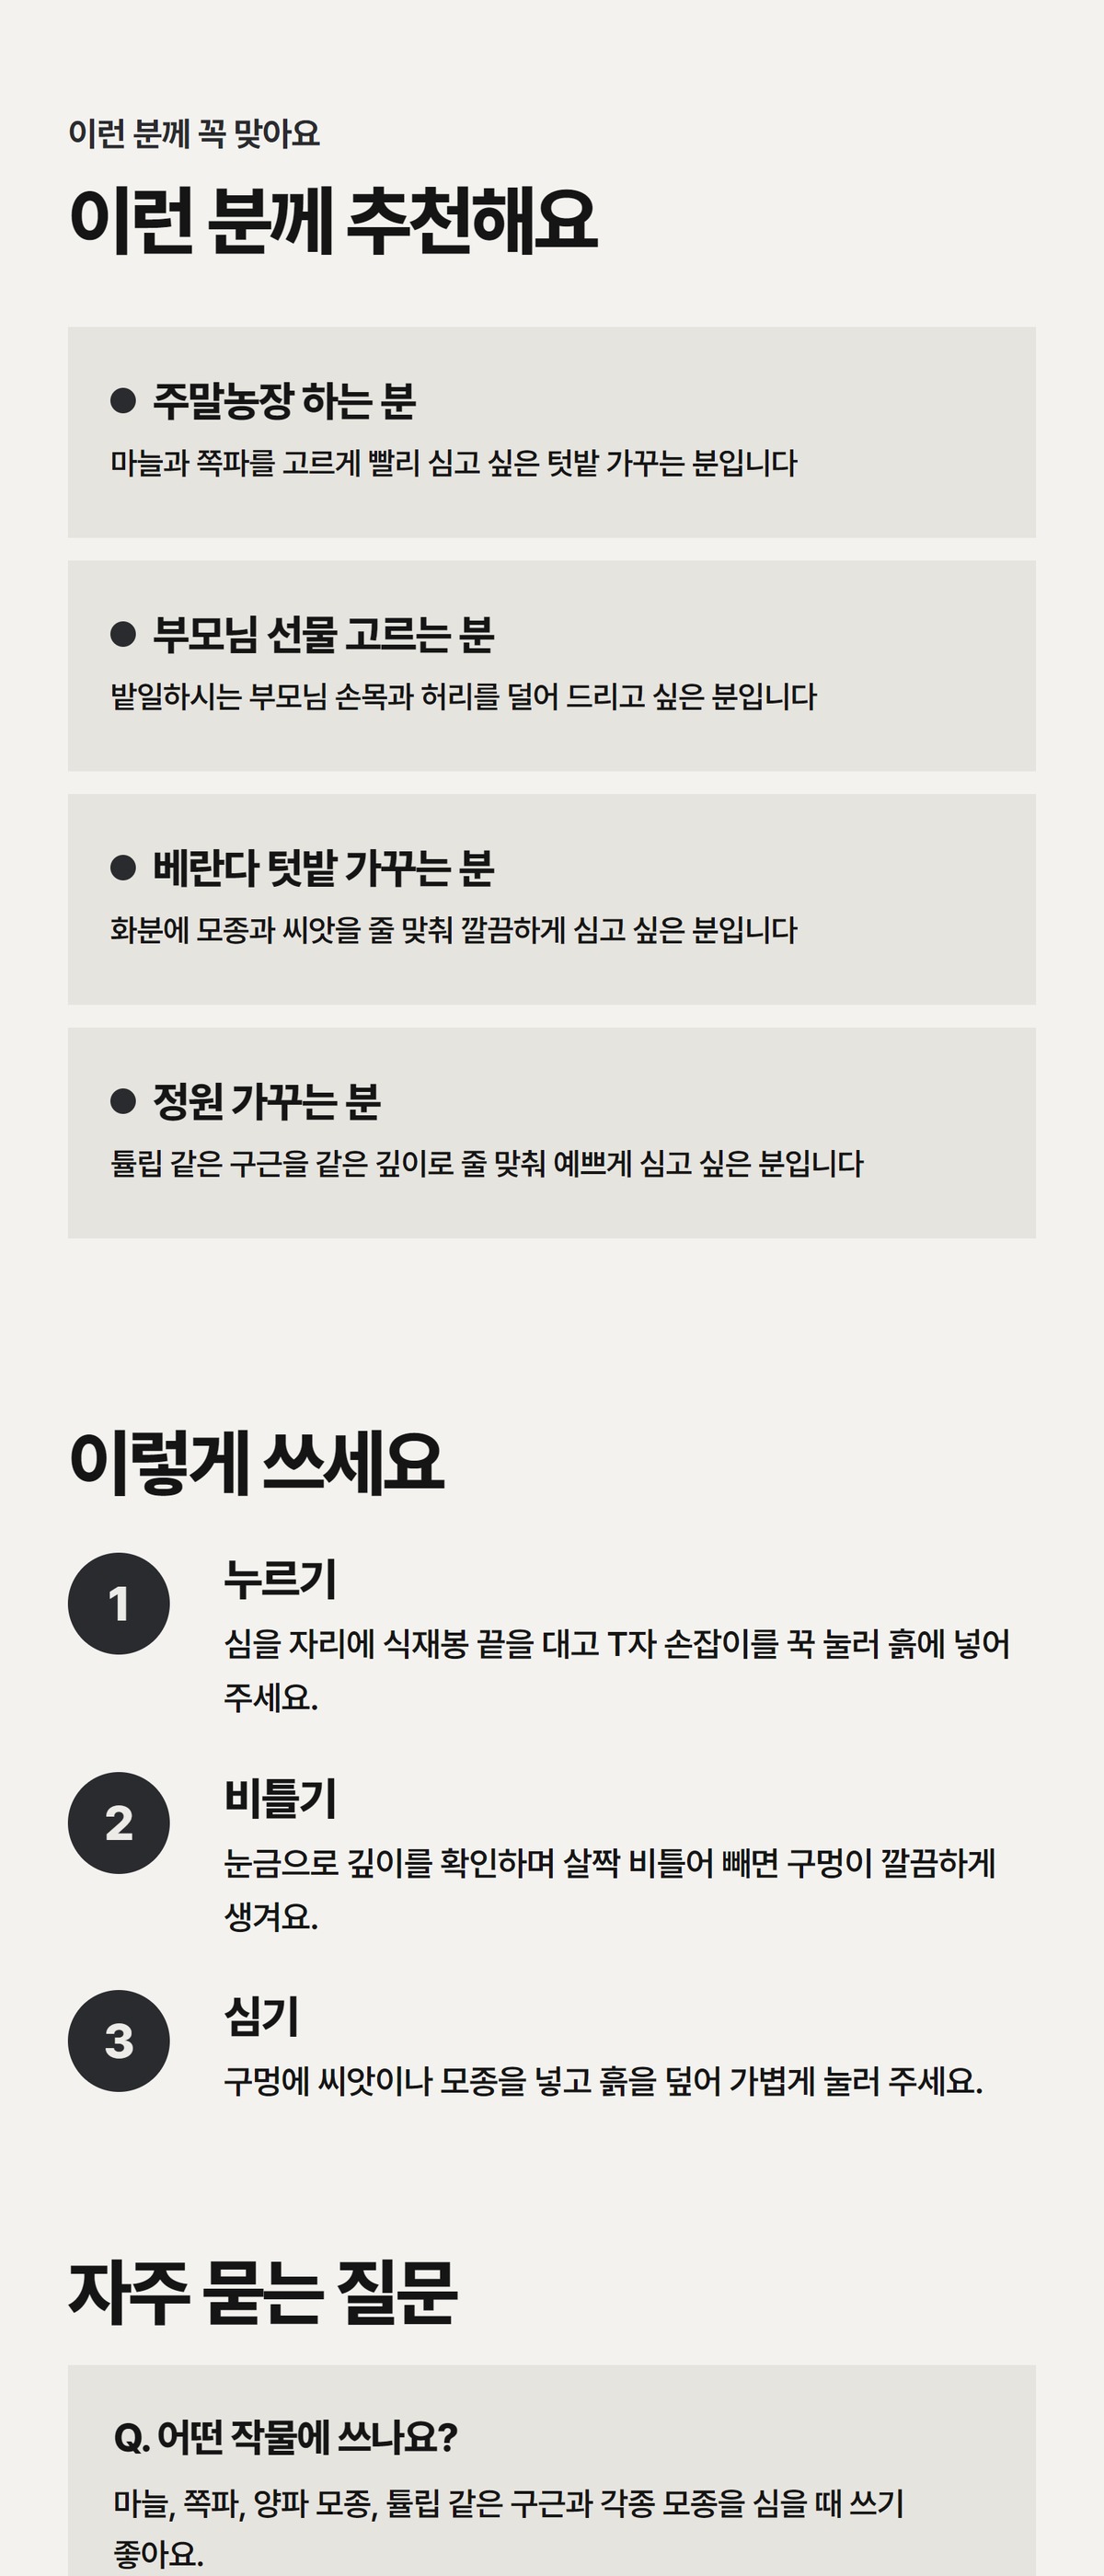 이런 분께 꼭 맞아요
이런 분께 추천해요
주말농장 하는 분
마늘과 쪽파를 고르게 빨리 심고 싶은 텃밭 가꾸는 분입니다
부모님 선물 고르는 분
밭일하시는 부모님 손목과 허리를 덜어 드리고 싶은 분입니다
베란다 텃밭 가꾸는 분
화분에 모종과 씨앗을 줄 맞춰 깔끔하게 심고 싶은 분입니다
정원 가꾸는 분
튤립 같은 구근을 같은 깊이로 줄 맞춰 예쁘게 심고 싶은 분입니다
이렇게 쓰세요
1
누르기
심을 자리에 식재봉 끝을 대고 T자 손잡이를 꾹 눌러 흙에 넣어
주세요.
2
비틀기
눈금으로 깊이를 확인하며 살짝 비틀어 빼면 구멍이 깔끔하게
생겨요.
3
심기
구멍에 씨앗이나 모종을 넣고 흙을 덮어 가볍게 눌러 주세요.
자주 묻는 질문
Q. 어떤 작물에 쓰나요?
마늘, 쪽파, 양파 모종, 튤립 같은 구근과 각종 모종을 심을 때 쓰기
좋아요.